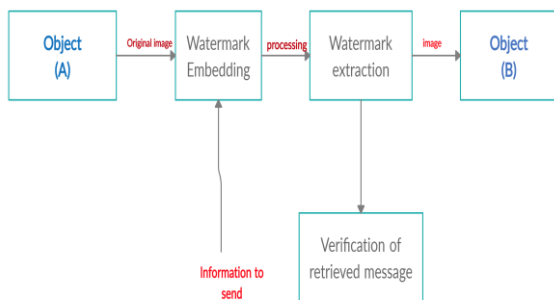 Object
(A)
Original image
Watermark
Embedding
processing
Watermark
extraction
image
Object
(B)
Information to
send
Verification of
retrieved message